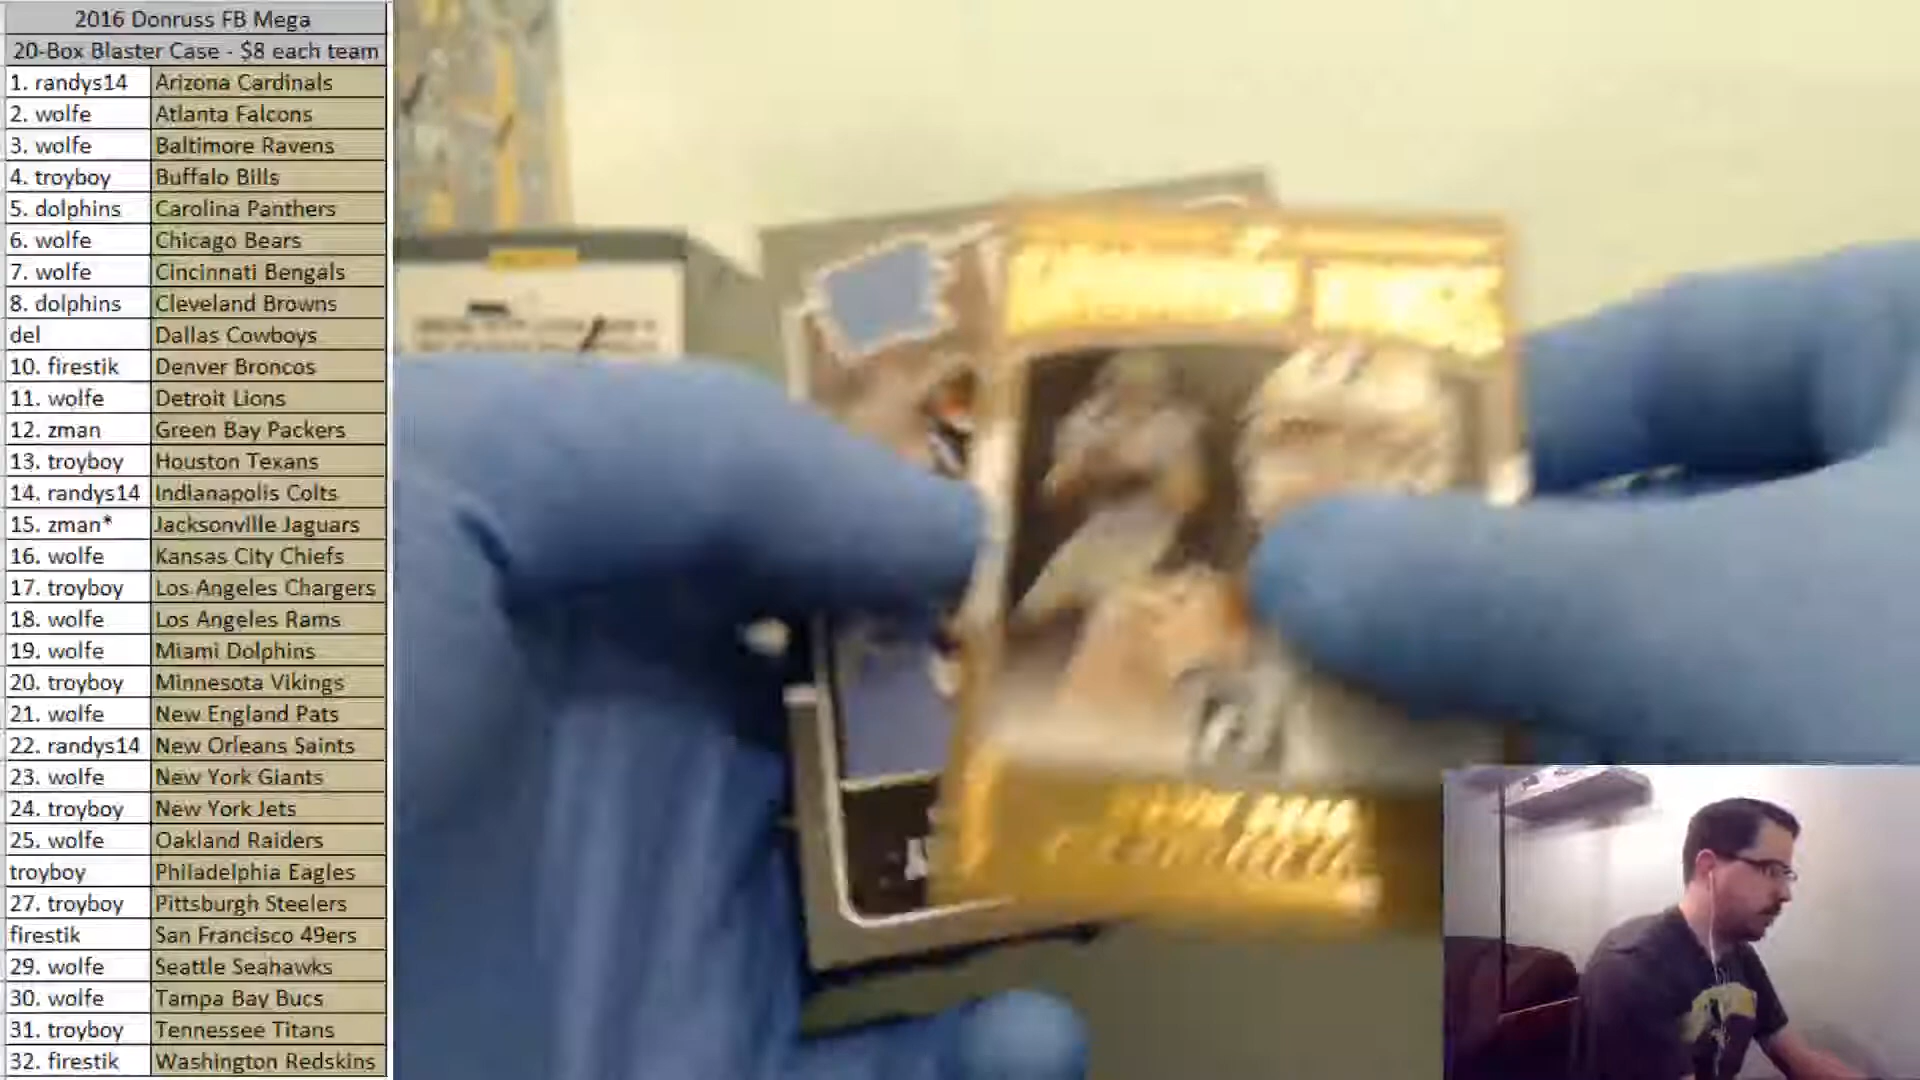 2016 Donruss FB Mega
20-Box Blaster Case - $8 each team
1. randys14 Arizona Cardinals
2. wolfe Atlanta Falcons
3. wolfe Baltimore Ravens
4. troyboy Buffalo Bills
5. dolphins Carolina Panthers
6. wolfe Chicago Bears
7. wolfe Cincinnati Bengals
8. dolphins Cleveland Browns
del Dallas Cowboys
10. firestik Denver Broncos
11. wolfe Detroit Lions
12. zman Green Bay Packers
13. troyboy Houston Texans
14. randys14 Indianapolis Colts
15. zman* Jacksonville Jaguars
16. wolfe Kansas City Chiefs
17. troyboy Los Angeles Chargers
18. wolfe Los Angeles Rams
19. wolfe Miami Dolphins
20. troyboy Minnesota Vikings
21. wolfe New England Pats
22. randys14 New Orleans Saints
23. wolfe New York Giants
24. troyboy New York Jets
25. wolfe Oakland Raiders
troyboy Philadelphia Eagles
27. troyboy Pittsburgh Steelers
firestik San Francisco 49ers
29. wolfe Seattle Seahawks
30. wolfe Tampa Bay Bucs
31. troyboy Tennessee Titans
32. firestik Washington Redskins